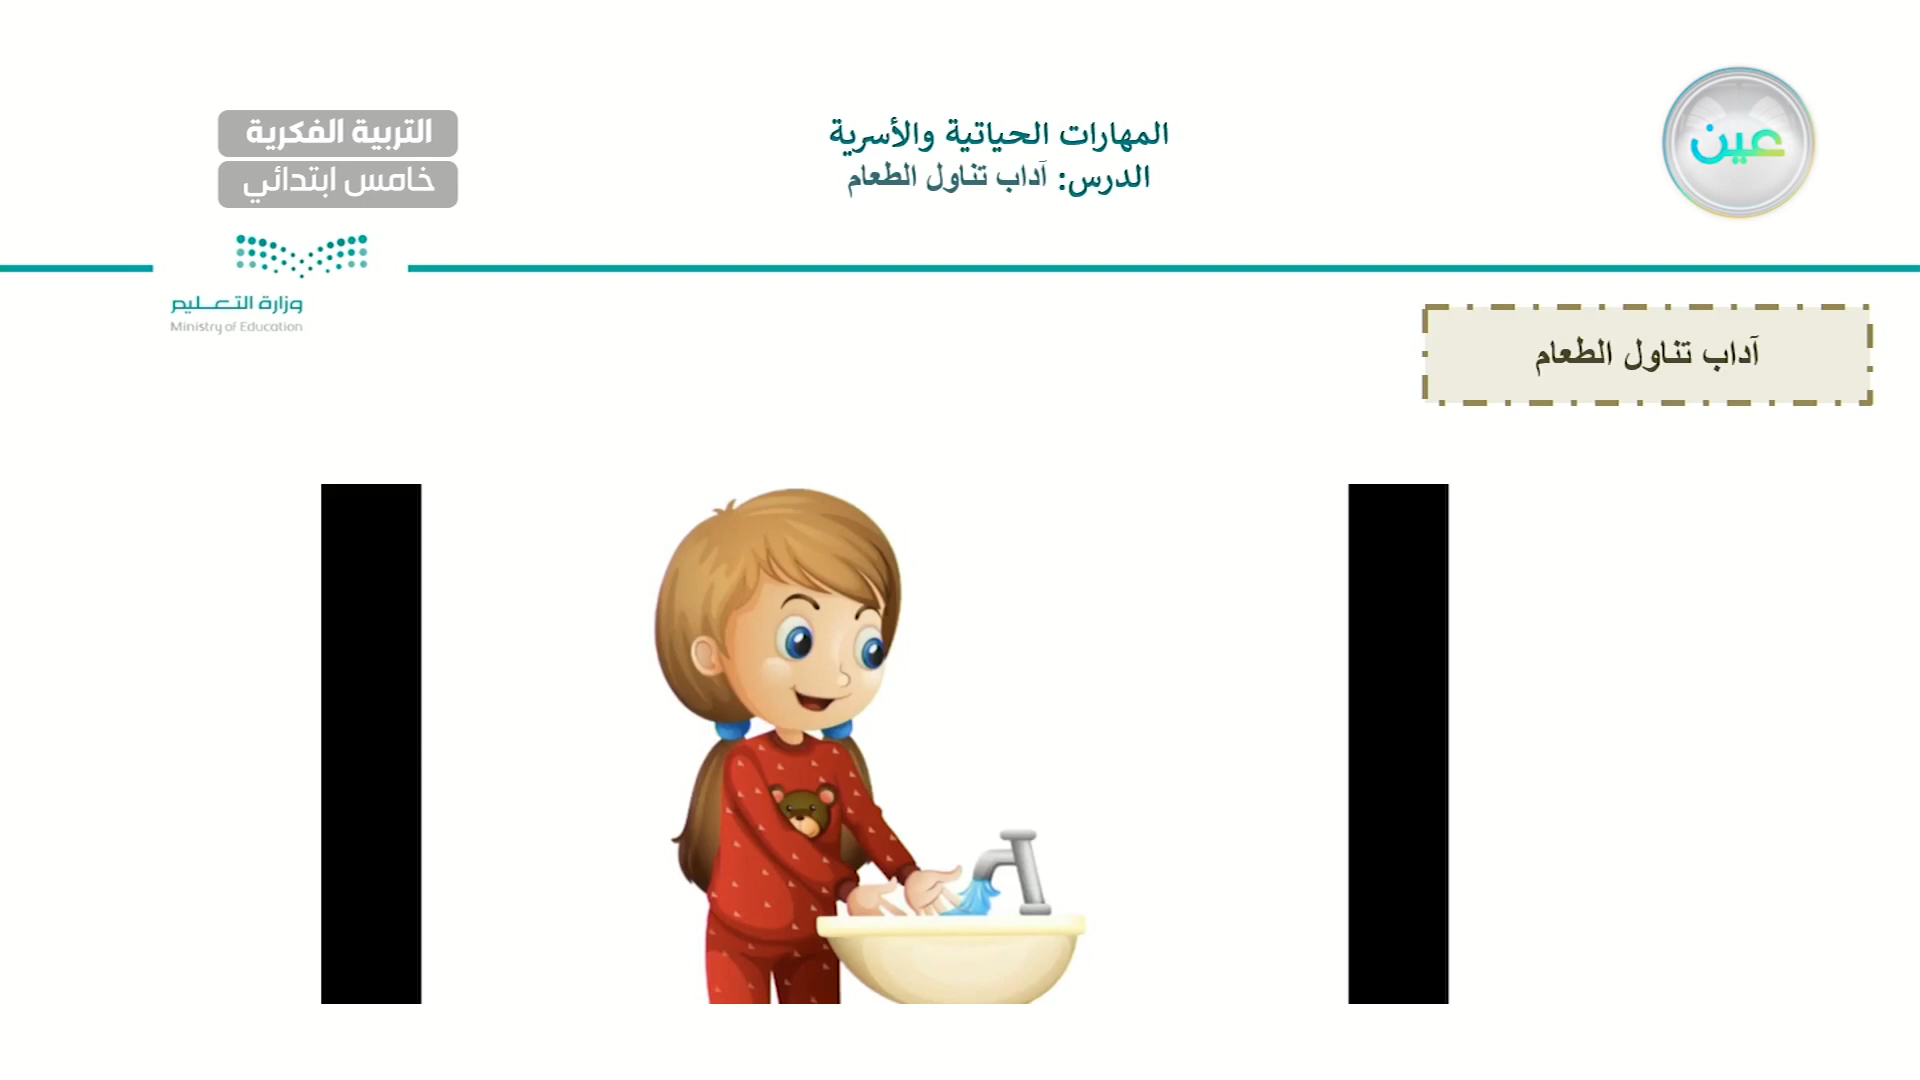 عين
المهارات الحياتية والأسرية
الدرس: آداب تناول الطعام
التربية الفكرية
خامس ابتدائي
وزارة التعليم
Ministry of Education
آداب تناول الطعام